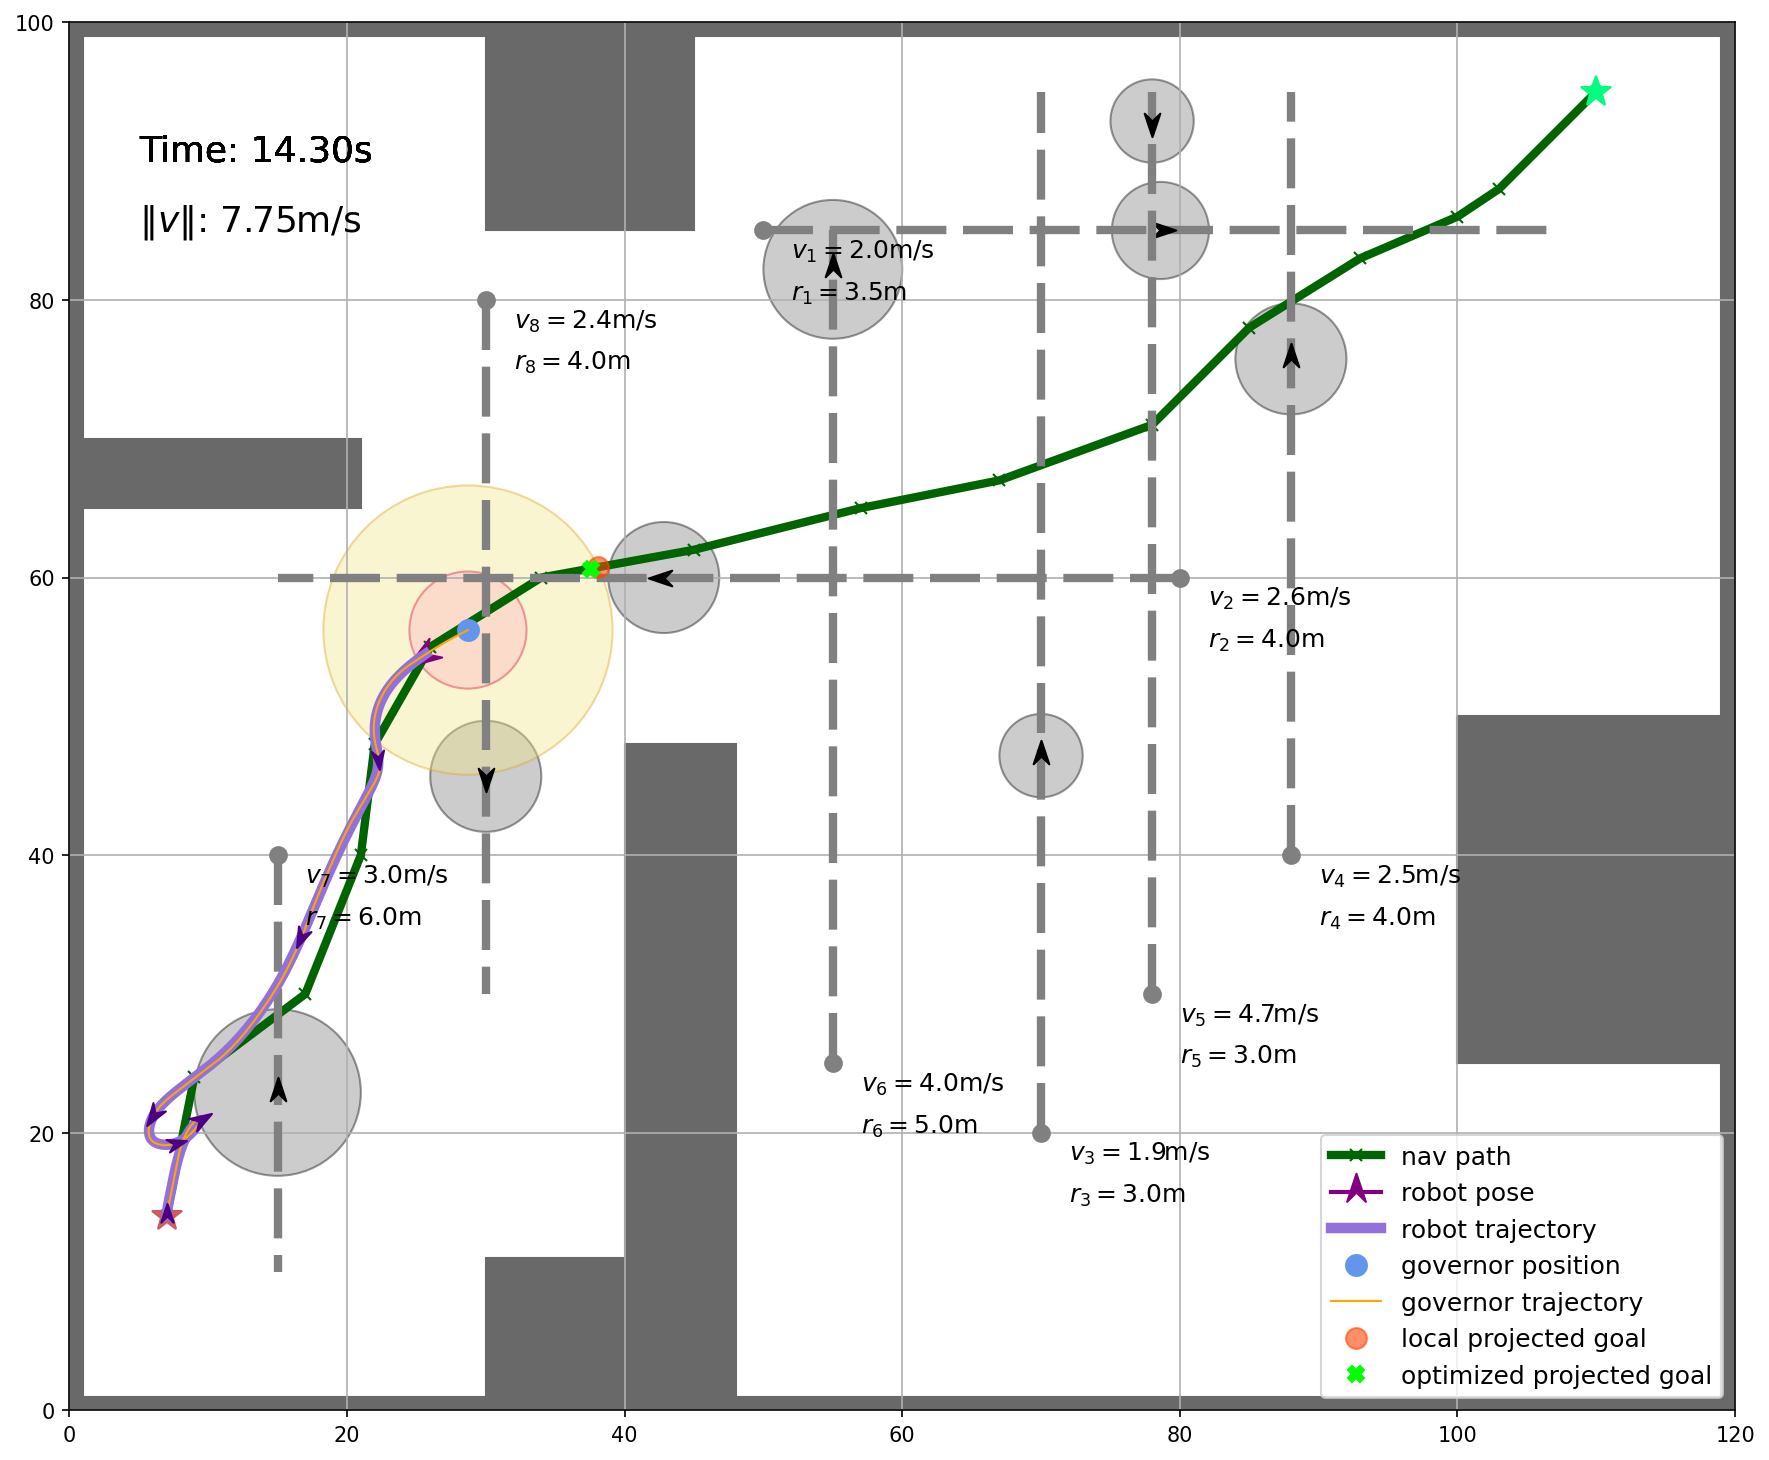 100
80
60
40
20
0
0
20
40
60
80
100
120
Time: 14.30s
‖v‖: 7.75m/s
v₁ = 2.0m/s
r₁ = 3.5m
v₈ = 2.4m/s
r₈ = 4.0m
v₂ = 2.6m/s
r₂ = 4.0m
v₇ = 3.0m/s
r₇ = 6.0m
v₄ = 2.5m/s
r₄ = 4.0m
v₅ = 4.7m/s
r₅ = 3.0m
v₆ = 4.0m/s
r₆ = 5.0m
v₃ = 1.9m/s
r₃ = 3.0m
nav path
robot pose
robot trajectory
governor position
governor trajectory
local projected goal
optimized projected goal